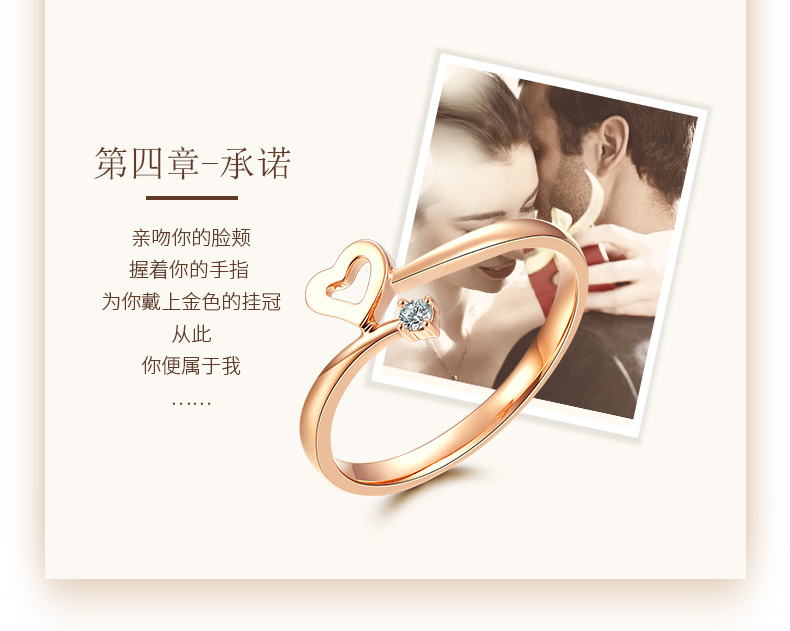 第四章-承诺
亲吻你的脸颊
握着你的手指
为你戴上金色的挂冠
从此
你便属于我
……